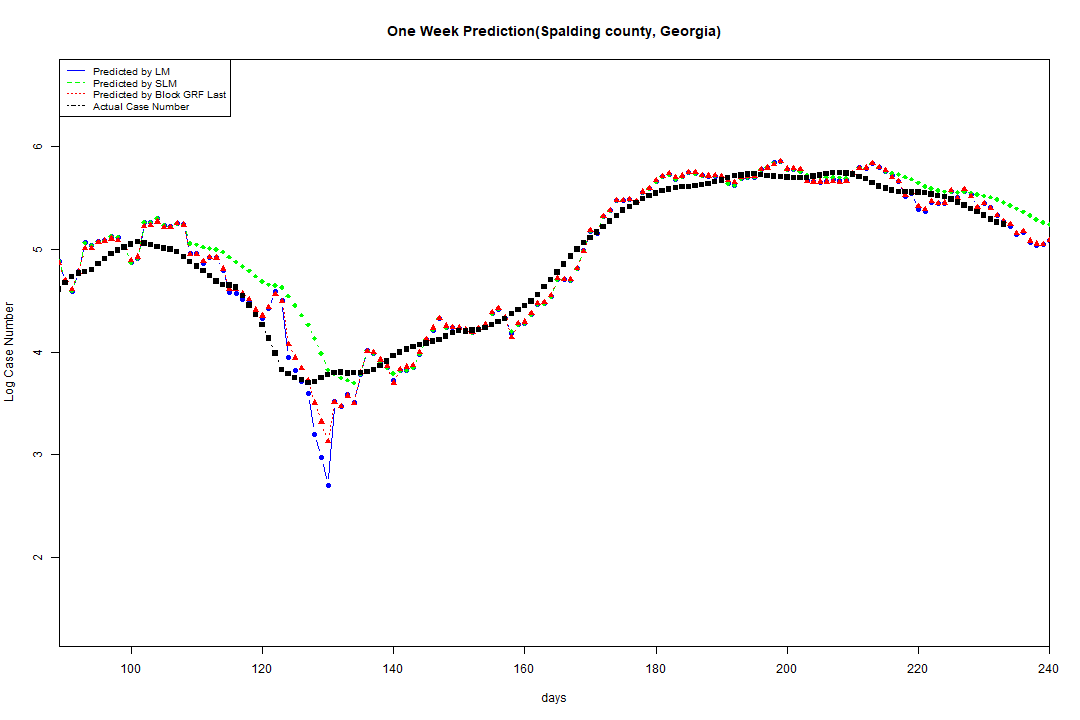 One Week Prediction(Spalding county, Georgia)
Predicted by LM
Predicted by SLM
Predicted by Block GRF Last
Actual Case Number
6
5
4
3
2
Log Case Number
100 120 140 160 180 200 220 240
days